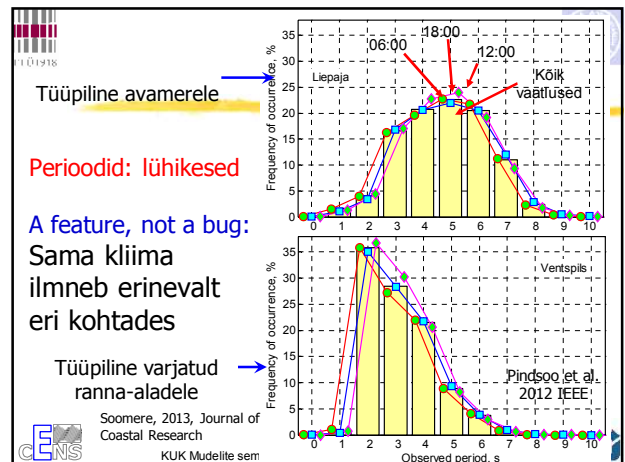 TTÜ1918
Tüüpiline avamerele
Perioodid: lühikesed
A feature, not a bug:
Sama kliima
ilmneb erinevalt
eri kohtades
Tüüpiline varjatud
ranna-aladele
Soomere, 2013, Journal of
Coastal Research
CENS
KUK Mudelite sem
Frequency of occurrence, %
35
30
25
20
15
10
5
0
Liepaja
06:00
18:00
12:00
Kõik
vaatlused
0 1 2 3 4 5 6 7 8 9 10
Frequency of occurrence, %
35
30
25
20
15
10
5
0
Ventspils
Pindsoo et al.
2012 IEEE
0 1 2 3 4 5 6 7 8 9 10
Observed period, s